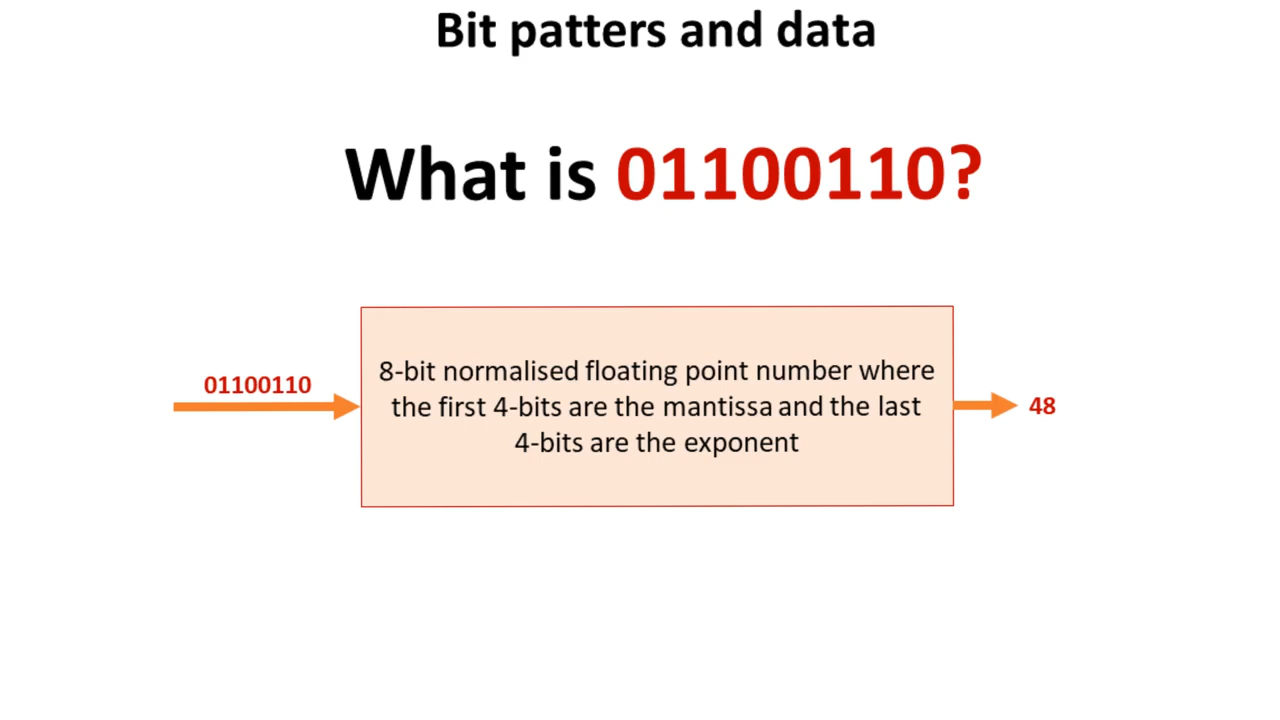 Bit patters and data
What is 01100110?
01100110
8-bit normalised floating point number where
the first 4-bits are the mantissa and the last
4-bits are the exponent
48